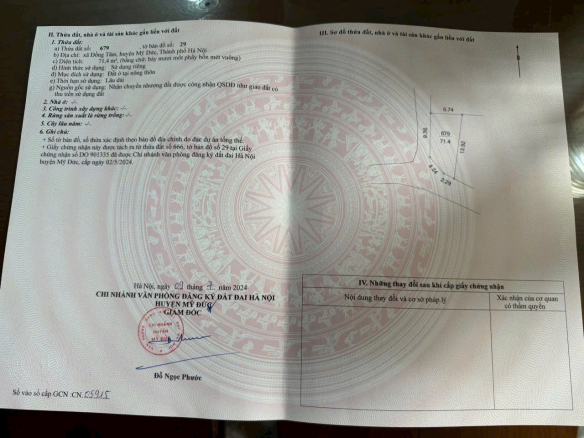 II. Thửa đất, nhà ở và tài sản khác gắn liền với đất
1. Thửa đất:
a) Thửa đất số: 679 , tờ bản đồ số: 29
b) Địa chỉ: xã Đồng Tâm, huyện Mỹ Đức, Thành phố Hà Nội
c) Diện tích: 71,4 m², (bằng chữ: bảy mươi mốt phẩy bốn mét vuông)
d) Hình thức sử dụng: Sử dụng riêng
đ) Mục đích sử dụng: Đất ở tại nông thôn
e) Thời hạn sử dụng: Lâu dài
g) Nguồn gốc sử dụng: Nhận chuyển nhượng đất được công nhận QSDĐ như giao đất có
thu tiền sử dụng đất
2. Nhà ở: -/-
3. Công trình xây dựng khác: -/-
4. Rừng sản xuất là rừng trồng: -/-
5. Cây lâu năm: -/-
6. Ghi chú:
+ Số tờ bản đồ, số thửa xác định theo bản đồ địa chính đo đạc dự án tổng thể.
+ Giấy chứng nhận này được tách ra từ thửa đất số 666, tờ bản đồ số 29 tại Giấy
chứng nhận số DO 901335 đã được Chi nhánh Văn phòng đăng ký đất đai Hà Nội
huyện Mỹ Đức, cấp ngày 02/5/2024.
Hà Nội, ngày tháng năm 2024
CHI NHÁNH VĂN PHÒNG ĐĂNG KÝ ĐẤT ĐAI HÀ NỘI
HUYỆN MỸ ĐỨC
GIÁM ĐỐC
CHI NHÁNH
HUYỆN
MỸ ĐỨC
Đỗ Ngọc Phước
Số vào sổ cấp GCN :CN.
III. Sơ đồ thửa đất, nhà ở và tài sản khác gắn liền với đất
6.74
679
71.4
2.29
IV. Những thay đổi sau khi cấp giấy chứng nhận
Nội dung thay đổi và cơ sở pháp lý
Xác nhận của cơ quan
có thẩm quyền